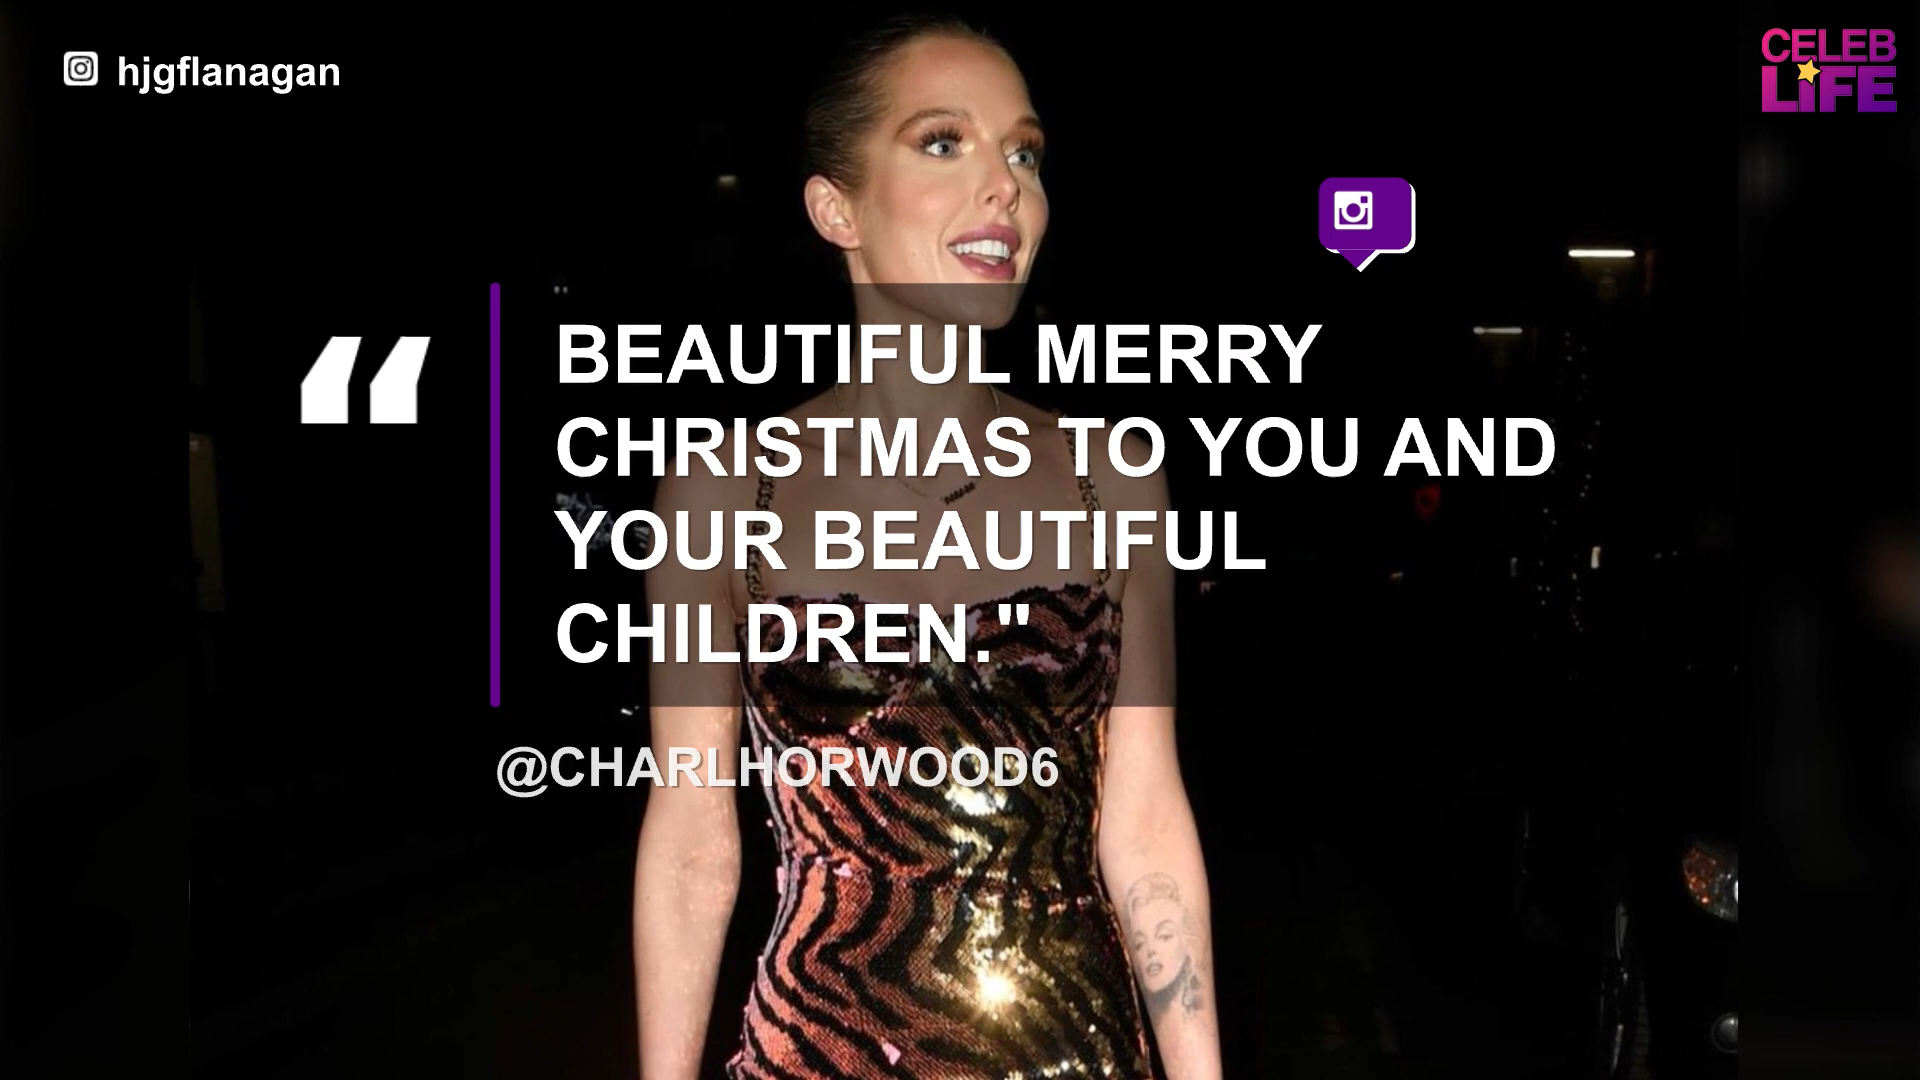 hjgflanagan
CELEB
LiFE
“
BEAUTIFUL MERRY
CHRISTMAS TO YOU AND
YOUR BEAUTIFUL
CHILDREN."
@CHARLHORWOOD6